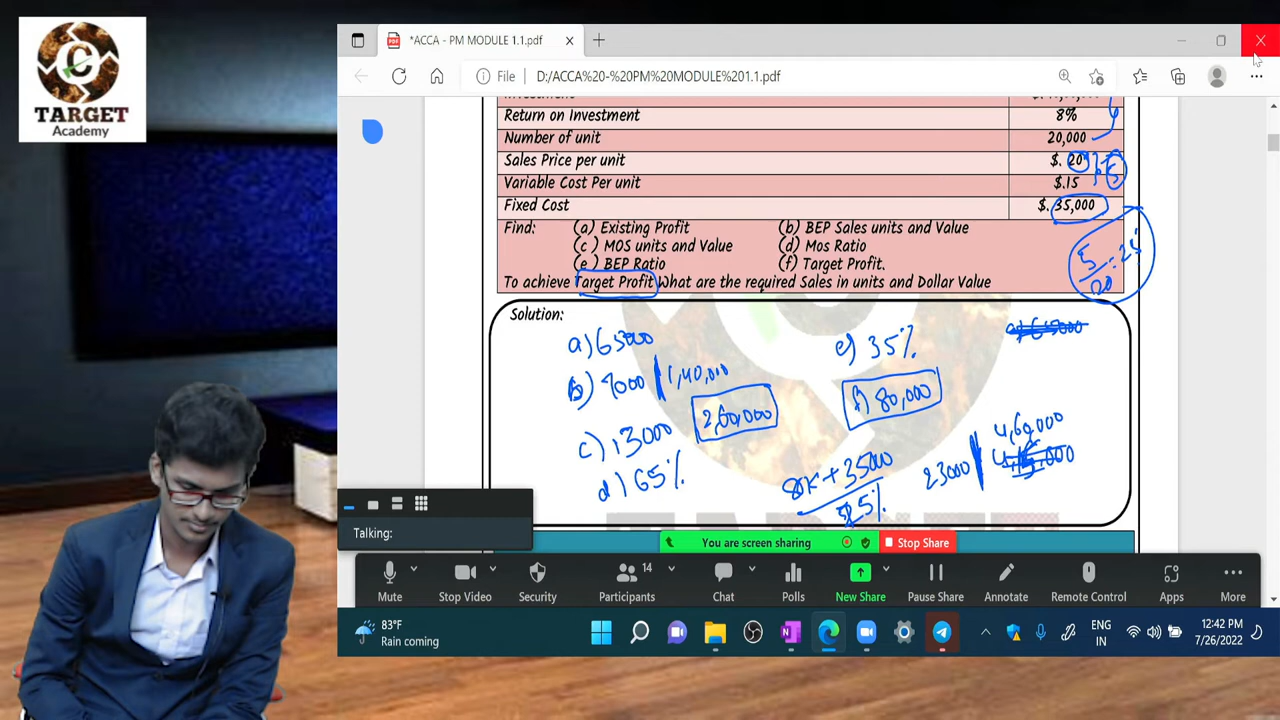 C
TARGET
Academy
*ACCA - PM MODULE 1.1.pdf
File
D:/ACCA%20-%20PM%20MODULE%201.1.pdf
Return on Investment 8%
Number of unit 20,000
Sales Price per unit $. 20
Variable Cost Per unit $.15 5
Fixed Cost $. 35,000
Find: (a) Existing Profit (b) BEP Sales units and Value
(c ) MOS units and Value (d) Mos Ratio
(e ) BEP Ratio (f) Target Profit.
To achieve Target Profit What are the required Sales in units and Dollar Value
5/20 = 25
Solution:
a) 65000
b) 7000 | 1,40,000
2,60,000
c) 13000
d) 65%
e) 35%
f) 80,000
80K + 35000
25%
23000 | 4,60,000
Talking:
You are screen sharing
Stop Share
Mute
Stop Video
Security
14
Participants
Chat
Polls
New Share
Pause Share
Annotate
Remote Control
Apps
More
83°F
Rain coming
ENG
IN
12:42 PM
7/26/2022